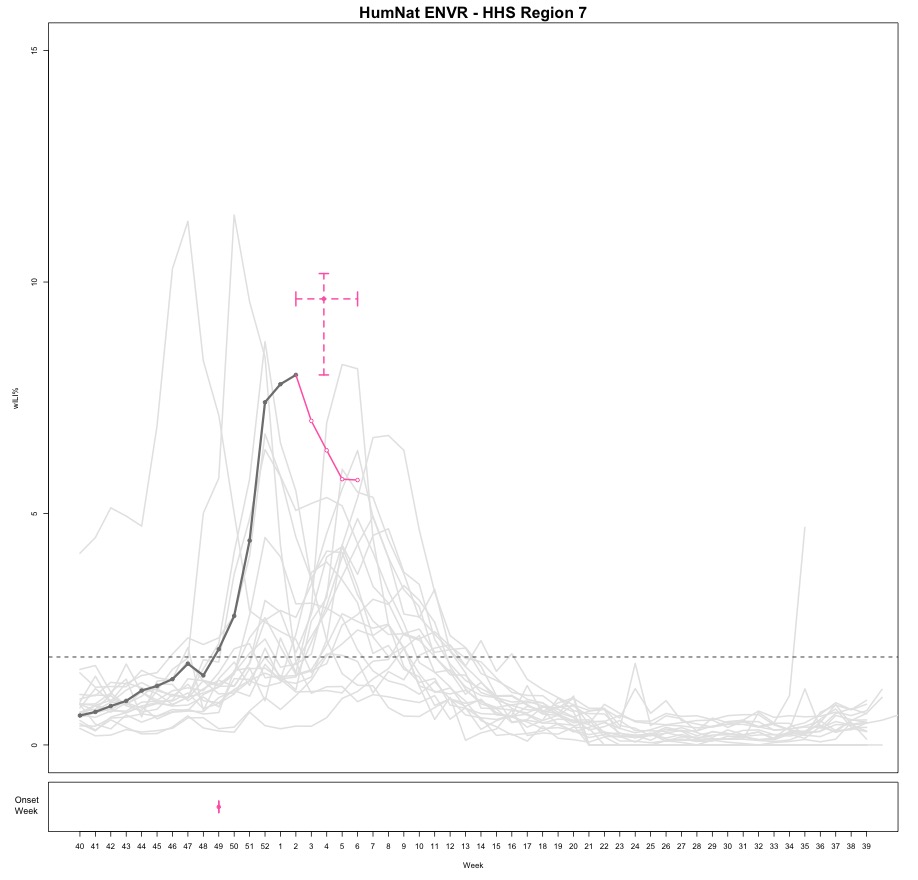 HumNat ENVR - HHS Region 7
15
10
5
0
wILI%
Onset
Week
40 41 42 43 44 45 46 47 48 49 50 51 52 1 2 3 4 5 6 7 8 9 10 11 12 13 14 15 16 17 18 19 20 21 22 23 24 25 26 27 28 29 30 31 32 33 34 35 36 37 38 39
Week